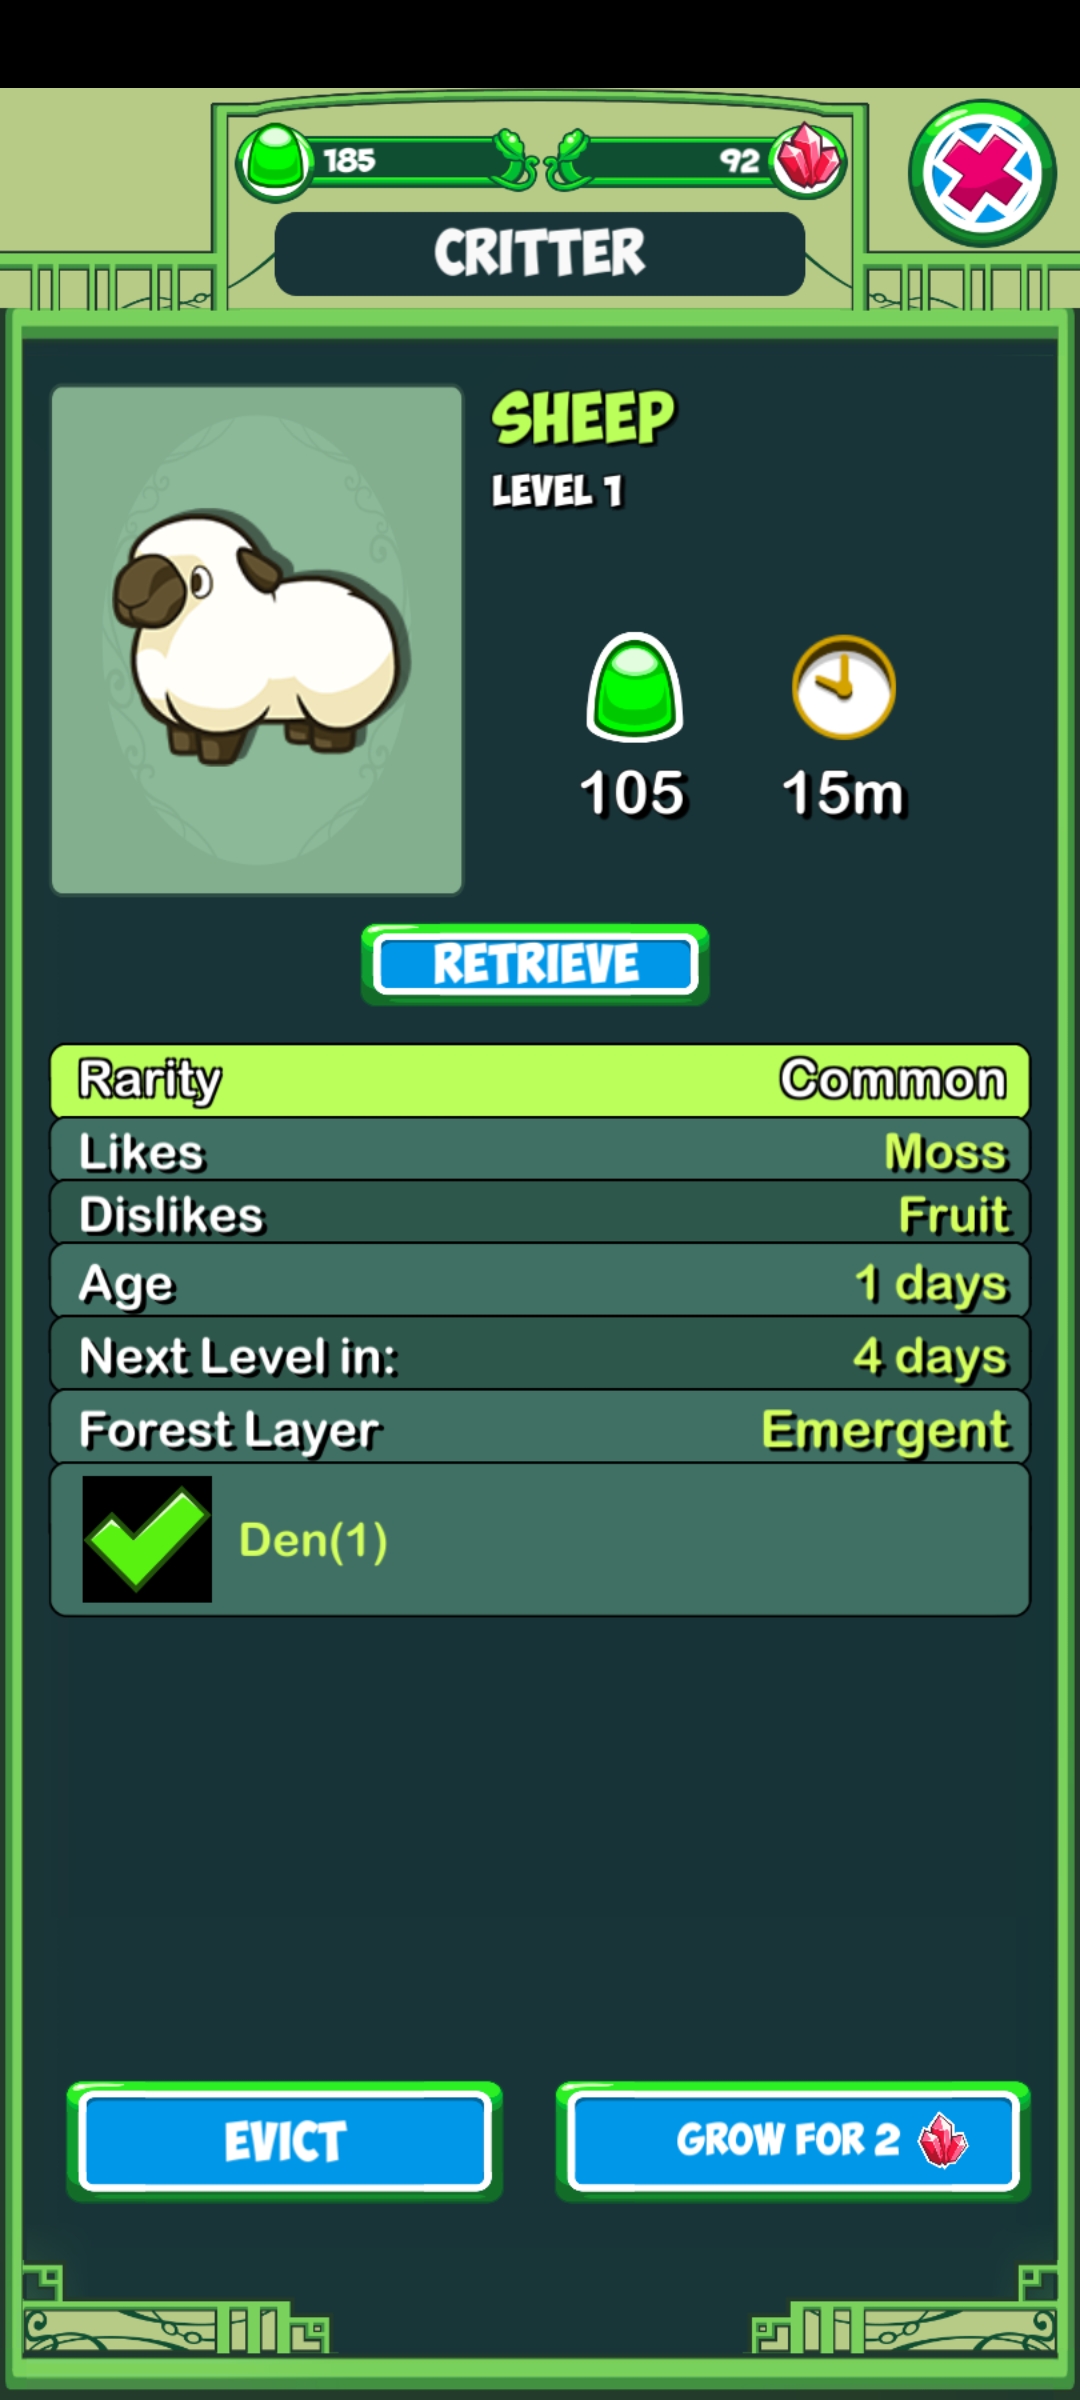 185
92
CRITTER
SHEEP
LEVEL 1
105
15m
RETRIEVE
Rarity Common
Likes Moss
Dislikes Fruit
Age 1 days
Next Level in: 4 days
Forest Layer Emergent
Den(1)
EVICT
GROW FOR 2